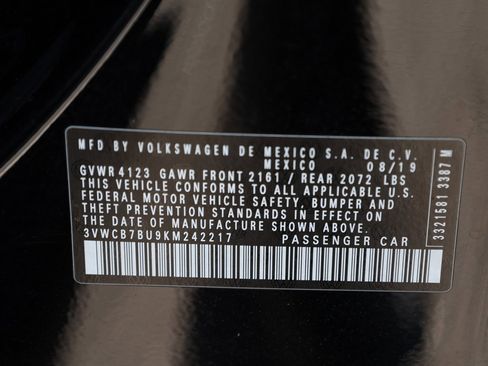 MFD BY VOLKSWAGEN DE MEXICO S.A. DE C.V.
MEXICO 08/19
GVWR 4123 GAWR FRONT 2161 / REAR 2072 LBS
THIS VEHICLE CONFORMS TO ALL APPLICABLE U.S.
FEDERAL MOTOR VEHICLE SAFETY, BUMPER AND
THEFT PREVENTION STANDARDS IN EFFECT ON
THE DATE OF MANUFACTURE SHOWN ABOVE.
3VWCB7BU9KM242217 PASSENGER CAR
3321581 3387 M